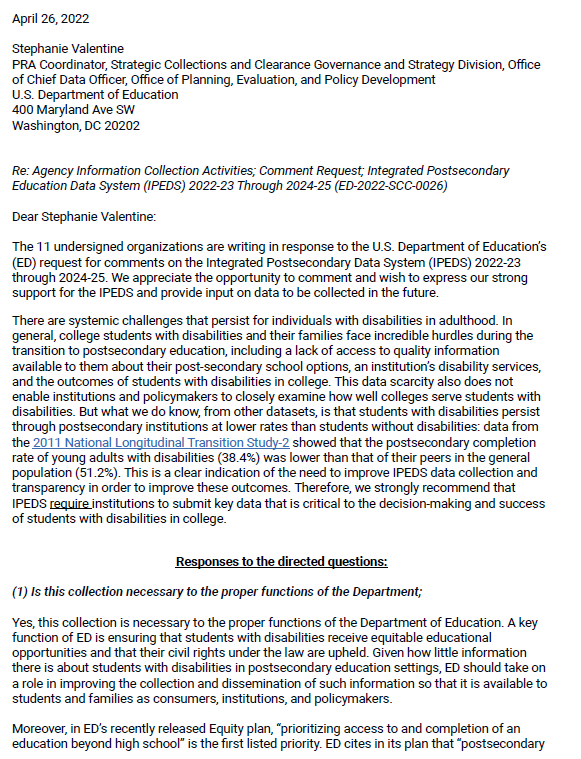 April 26, 2022
Stephanie Valentine
PRA Coordinator, Strategic Collections and Clearance Governance and Strategy Division, Office
of Chief Data Officer, Office of Planning, Evaluation, and Policy Development
U.S. Department of Education
400 Maryland Ave SW
Washington, DC 20202
Re: Agency Information Collection Activities; Comment Request; Integrated Postsecondary
Education Data System (IPEDS) 2022-23 Through 2024-25 (ED-2022-SCC-0026)
Dear Stephanie Valentine:
The 11 undersigned organizations are writing in response to the U.S. Department of Education's
(ED) request for comments on the Integrated Postsecondary Data System (IPEDS) 2022-23
through 2024-25. We appreciate the opportunity to comment and wish to express our strong
support for the IPEDS and provide input on data to be collected in the future.
There are systemic challenges that persist for individuals with disabilities in adulthood. In
general, college students with disabilities and their families face incredible hurdles during the
transition to postsecondary education, including a lack of access to quality information
available to them about their post-secondary school options, an institution's disability services,
and the outcomes of students with disabilities in college. This data scarcity also does not
enable institutions and policymakers to closely examine how well colleges serve students with
disabilities. But what we do know, from other datasets, is that students with disabilities persist
through postsecondary institutions at lower rates than students without disabilities: data from
the 2011 National Longitudinal Transition Study-2 showed that the postsecondary completion
rate of young adults with disabilities (38.4%) was lower than that of their peers in the general
population (51.2%). This is a clear indication of the need to improve IPEDS data collection and
transparency in order to improve these outcomes. Therefore, we strongly recommend that
IPEDS require institutions to submit key data that is critical to the decision-making and success
of students with disabilities in college.
Responses to the directed questions:
(1) Is this collection necessary to the proper functions of the Department;
Yes, this collection is necessary to the proper functions of the Department of Education. A key
function of ED is ensuring that students with disabilities receive equitable educational
opportunities and that their civil rights under the law are upheld. Given how little information
there is about students with disabilities in postsecondary education settings, ED should take on
a role in improving the collection and dissemination of such information so that it is available to
students and families as consumers, institutions, and policymakers.
Moreover, in ED's recently released Equity plan, "prioritizing access to and completion of an
education beyond high school" is the first listed priority. ED cites in its plan that "postsecondary